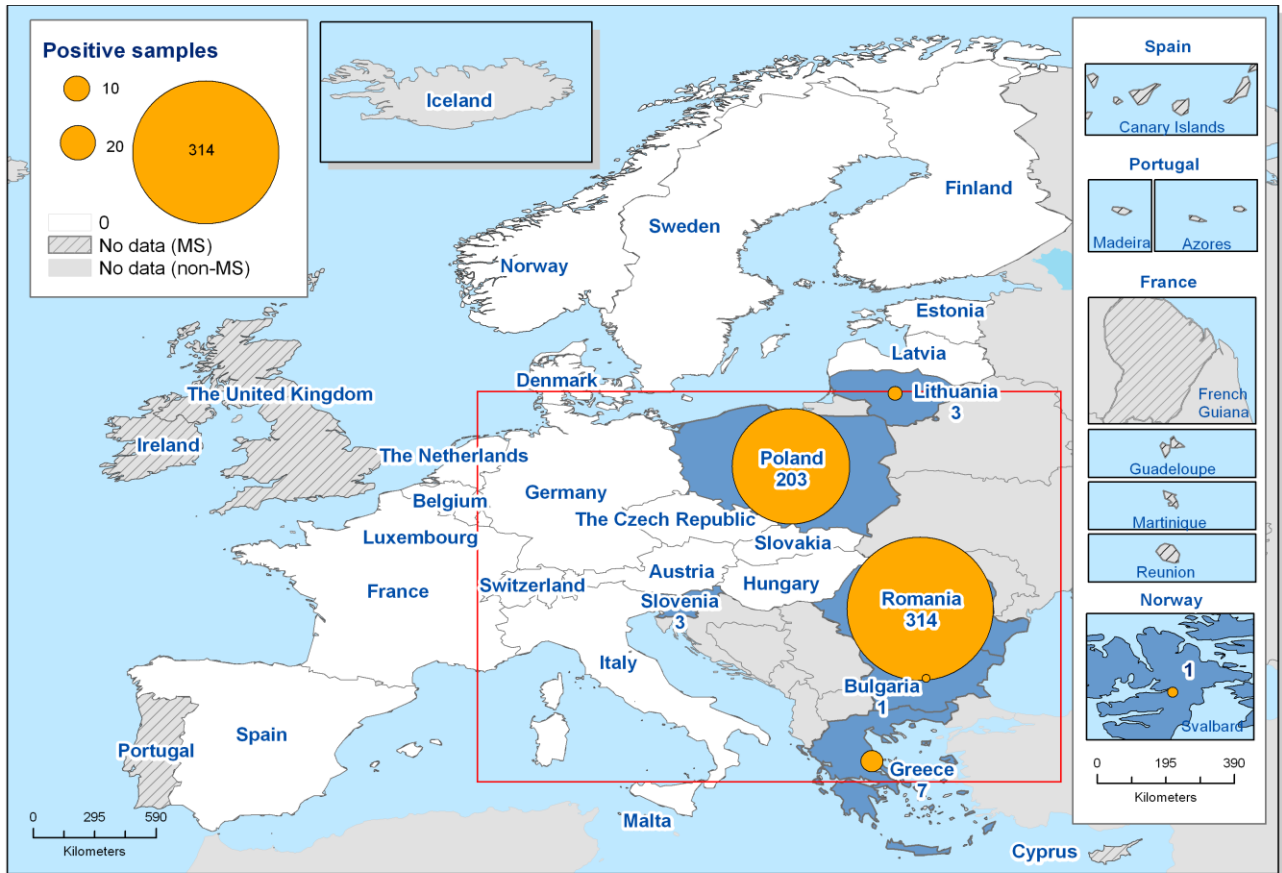 Positive samples
10
20
314
0
No data (MS)
No data (non-MS)
Iceland
Finland
Sweden
Norway
Estonia
Latvia
Denmark
Lithuania
3
The United Kingdom
Ireland
The Netherlands
Poland
203
Belgium
Germany
The Czech Republic
Luxembourg
Slovakia
Austria
Hungary
France
Switzerland
Slovenia
3
Romania
314
Italy
Bulgaria
1
Portugal
Spain
Greece
7
Malta
Cyprus
0 295 590
Kilometers
Spain
Canary Islands
Portugal
Madeira
Azores
France
French
Guiana
Guadeloupe
Martinique
Reunion
Norway
1
Svalbard
0 195 390
Kilometers